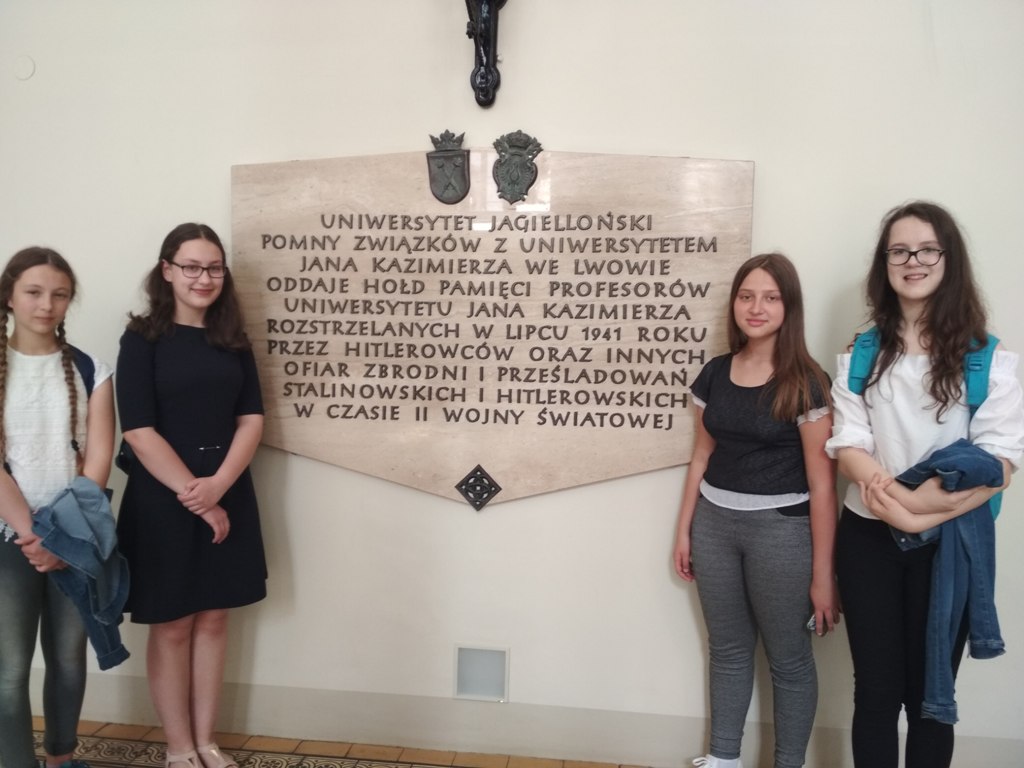 UNIWERSYTET JAGIELLOŃSKI
POMNY ZWIĄZKÓW Z UNIWERSYTETEM
JANA KAZIMIERZA WE LWOWIE
ODDAJE HOŁD PAMIĘCI PROFESORÓW
UNIWERSYTETU JANA KAZIMIERZA
ROZSTRZELANYCH W LIPCU 1941 ROKU
PRZEZ HITLEROWCÓW ORAZ INNYCH
OFIAR ZBRODNI I PRZEŚLADOWAŃ
STALINOWSKICH I HITLEROWSKICH
W CZASIE II WOJNY ŚWIATOWEJ